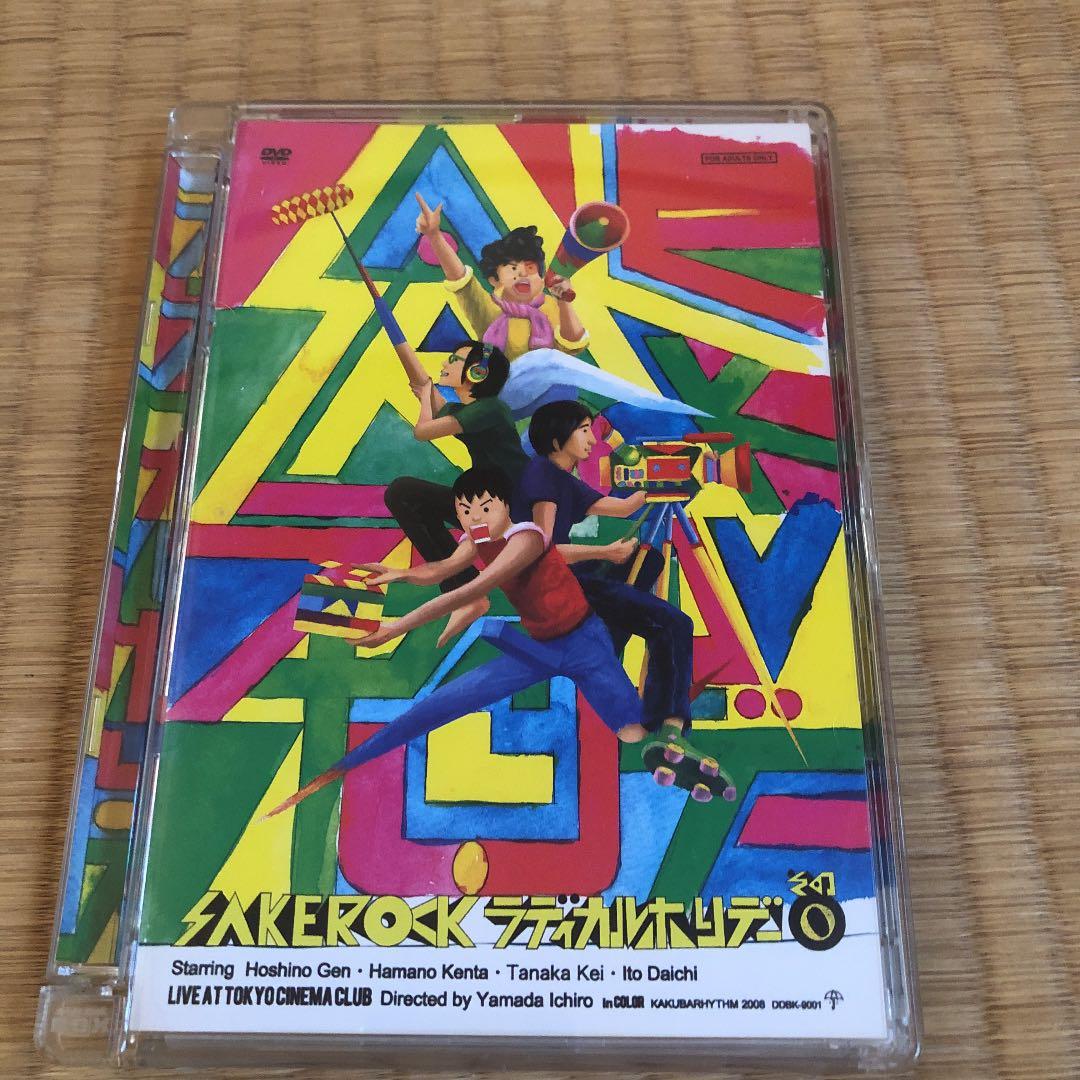 DVD
VIDEO
FOR ADULTS ONLY
SAKEROCK ラディカルホリデー その0
Starring Hoshino Gen・Hamano Kenta・Tanaka Kei・Ito Daichi
LIVE AT TOKYO CINEMA CLUB Directed by Yamada Ichiro In COLOR KAKUBARHYTHM 2008 DDBK-9001